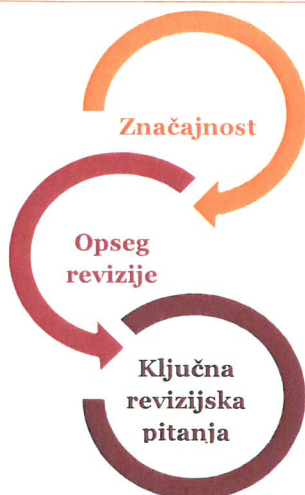 Značajnost
Opseg
revizije
Ključna
revizijska
pitanja